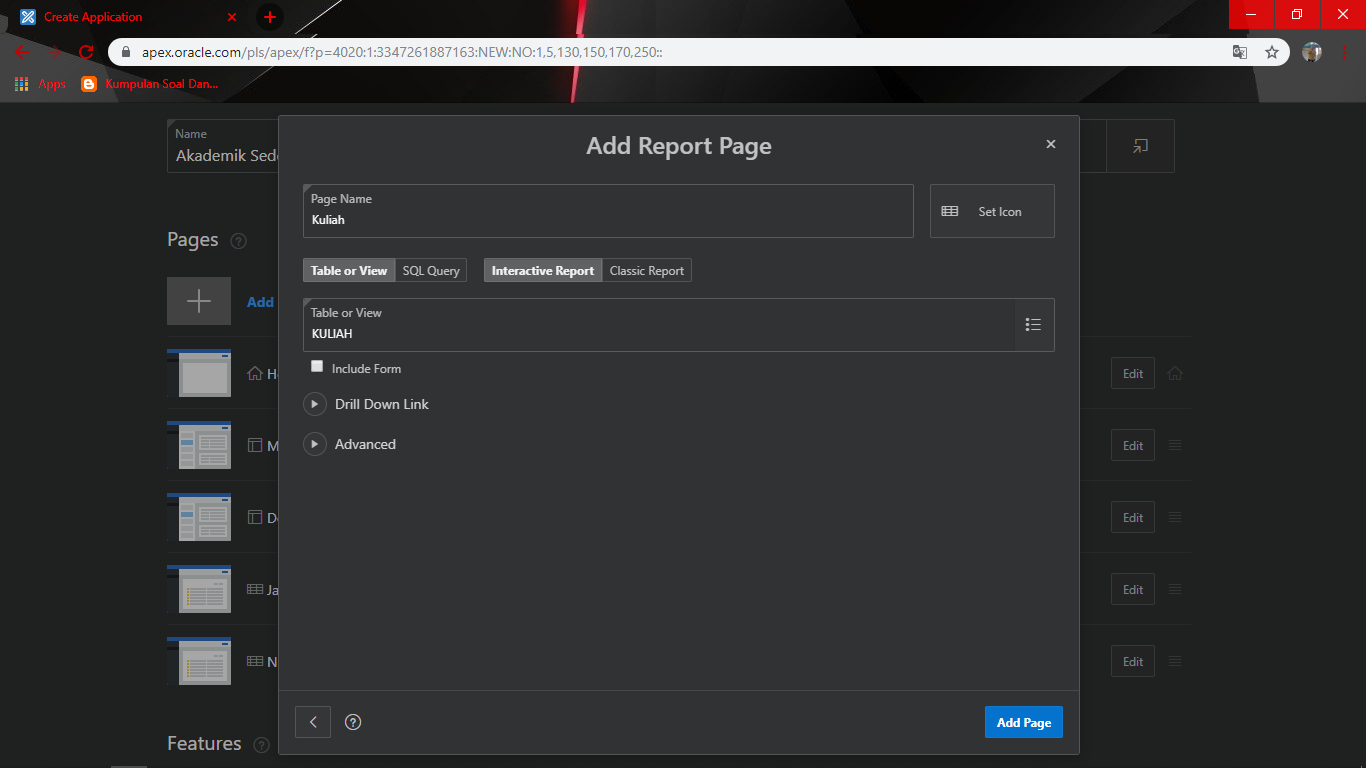 Create Application
apex.oracle.com/pls/apex/f?p=4020:1:3347261887163:NEW:NO:1,5,130,150,170,250::
Apps
Kumpulan Soal Dan...
Name
Akademik
Add Report Page
Page Name
Kuliah
Set Icon
Pages
Table or View
SQL Query
Interactive Report
Classic Report
Add
Table or View
KULIAH
Include Form
Edit
Drill Down Link
Advanced
Edit
Edit
Edit
Edit
Add Page
Features